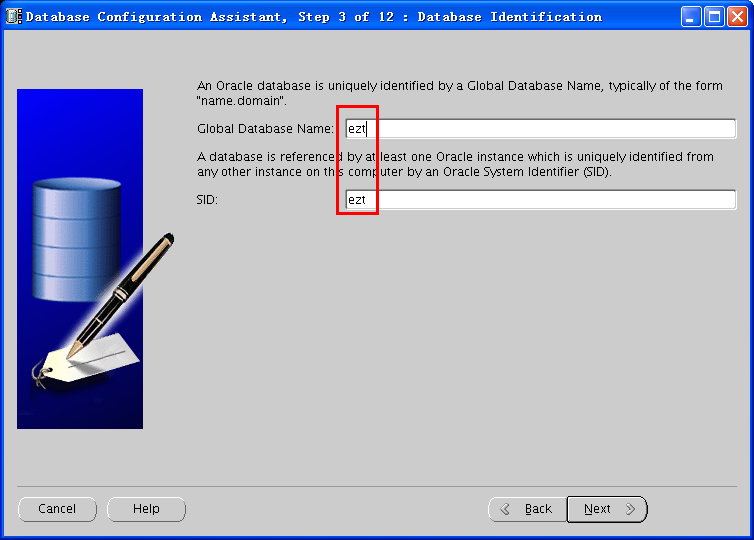 Database Configuration Assistant, Step 3 of 12 : Database Identification
An Oracle database is uniquely identified by a Global Database Name, typically of the form
"name.domain".
Global Database Name: ezt
A database is referenced by at least one Oracle instance which is uniquely identified from
any other instance on this computer by an Oracle System Identifier (SID).
SID: ezt
Cancel Help Back Next